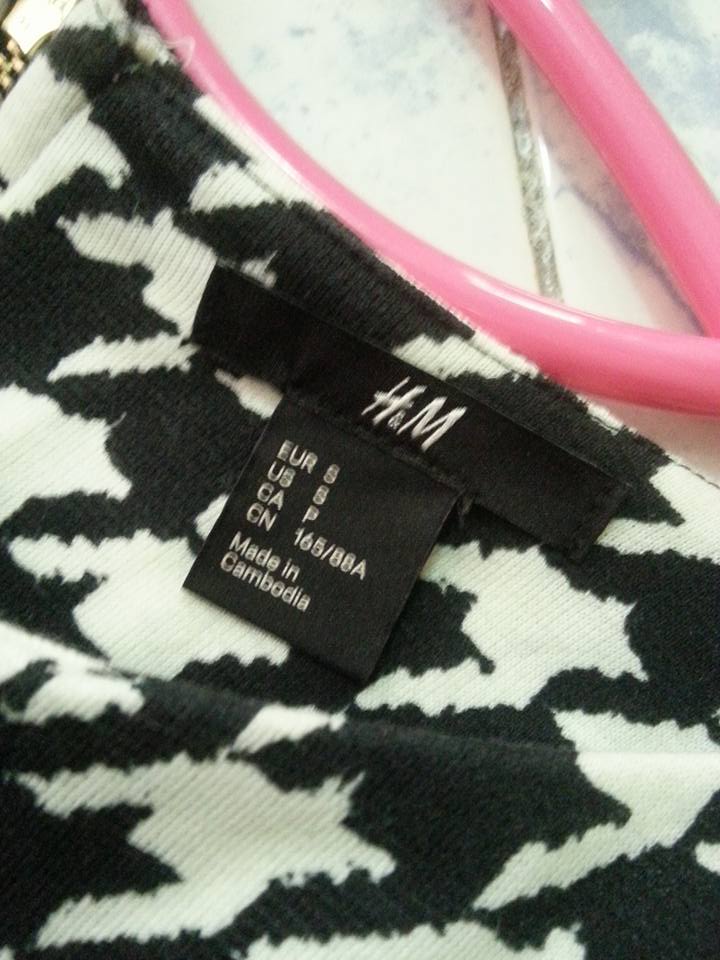 H&M
EUR S
US S
CA P
CN 165/88A
Made in
Cambodia